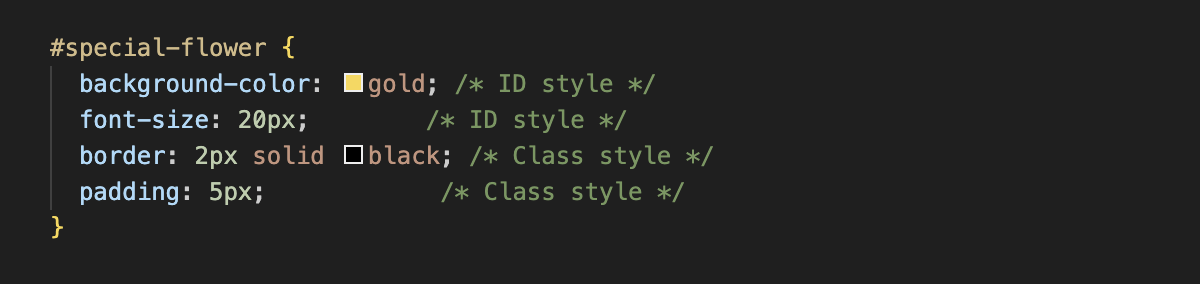 #special-flower {
background-color: gold; /* ID style */
font-size: 20px; /* ID style */
border: 2px solid black; /* Class style */
padding: 5px; /* Class style */
}